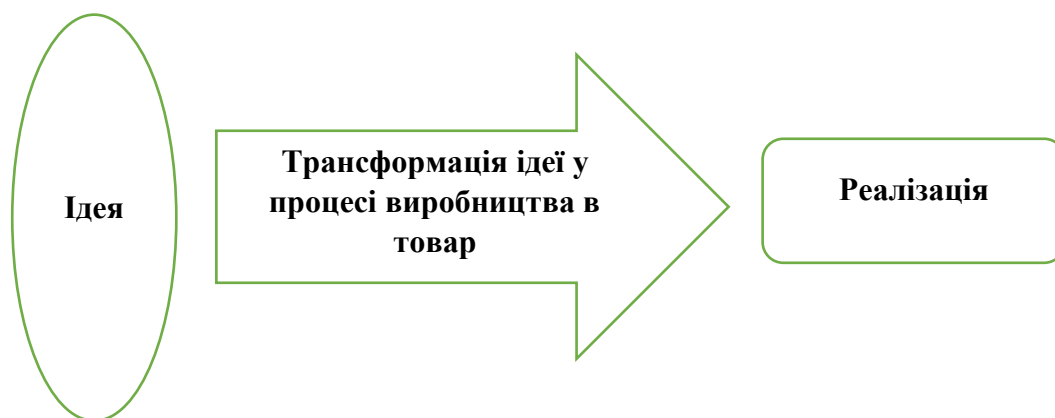 Ідея
Трансформація ідеї у
процесі виробництва в
товар
Реалізація